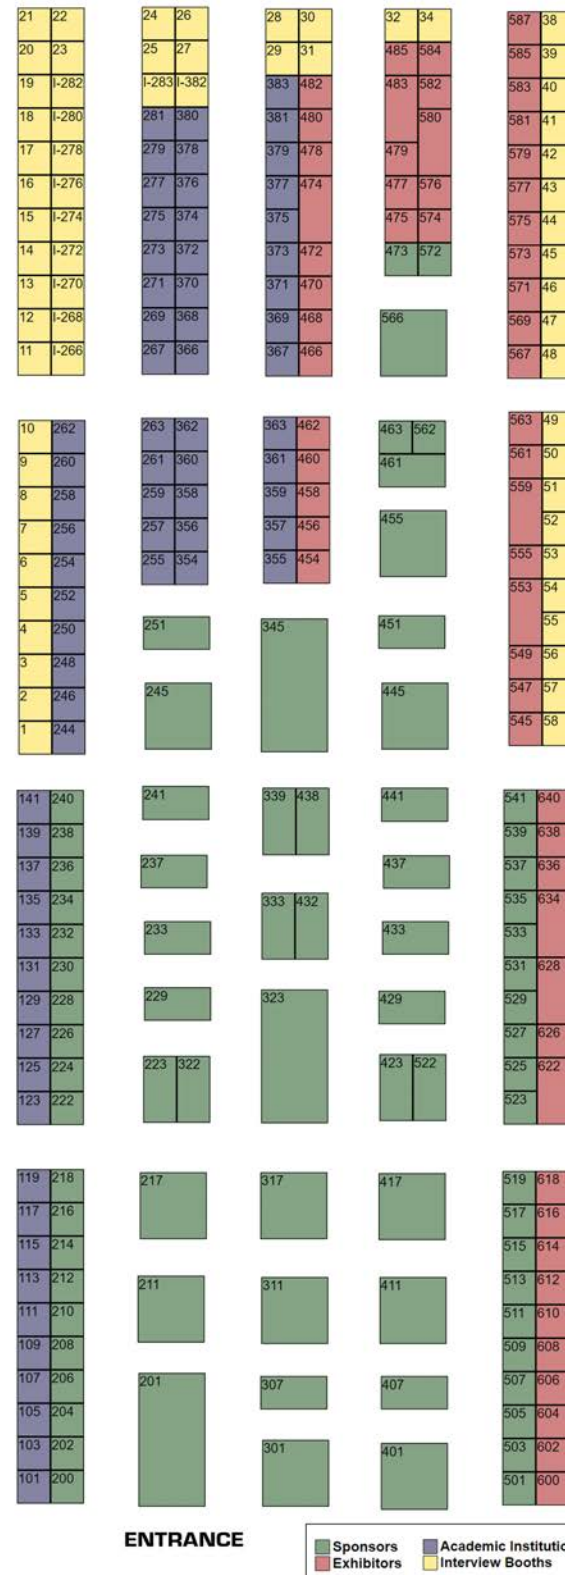 21 22 24 26 28 30 32 34 587 38
20 23 25 27 29 31 485 584 585 39
19 I-282 I-283 I-382 383 482 483 582 583 40
18 I-280 281 380 381 480 580 581 41
17 I-278 279 378 379 478 479 579 42
16 I-276 277 376 377 474 477 576 577 43
15 I-274 275 374 375 475 574 575 44
14 I-272 273 372 373 472 473 572 573 45
13 I-270 271 370 371 470 571 46
12 I-268 269 368 369 468 566 569 47
11 I-266 267 366 367 466 567 48
10 262 263 362 363 462 463 562 563 49
9 260 261 360 361 460 461 561 50
8 258 259 358 359 458 559 51
7 256 257 356 357 456 455 52
6 254 255 354 355 454 555 53
5 252 553 54
4 250 251 345 451 55
3 248 549 56
2 246 245 445 547 57
1 244 545 58
141 240 241 339 438 441 541 640
139 238 539 638
137 236 237 437 537 636
135 234 333 432 535 634
133 232 233 433 533
131 230 531 628
129 228 229 323 429 529
127 226 527 626
125 224 223 322 423 522 525 622
123 222 523
119 218 217 317 417 519 618
117 216 517 616
115 214 515 614
113 212 211 311 411 513 612
111 210 511 610
109 208 509 608
107 206 201 307 407 507 606
105 204 505 604
103 202 301 401 503 602
101 200 501 600
ENTRANCE
Sponsors Academic Institutio
Exhibitors Interview Booths